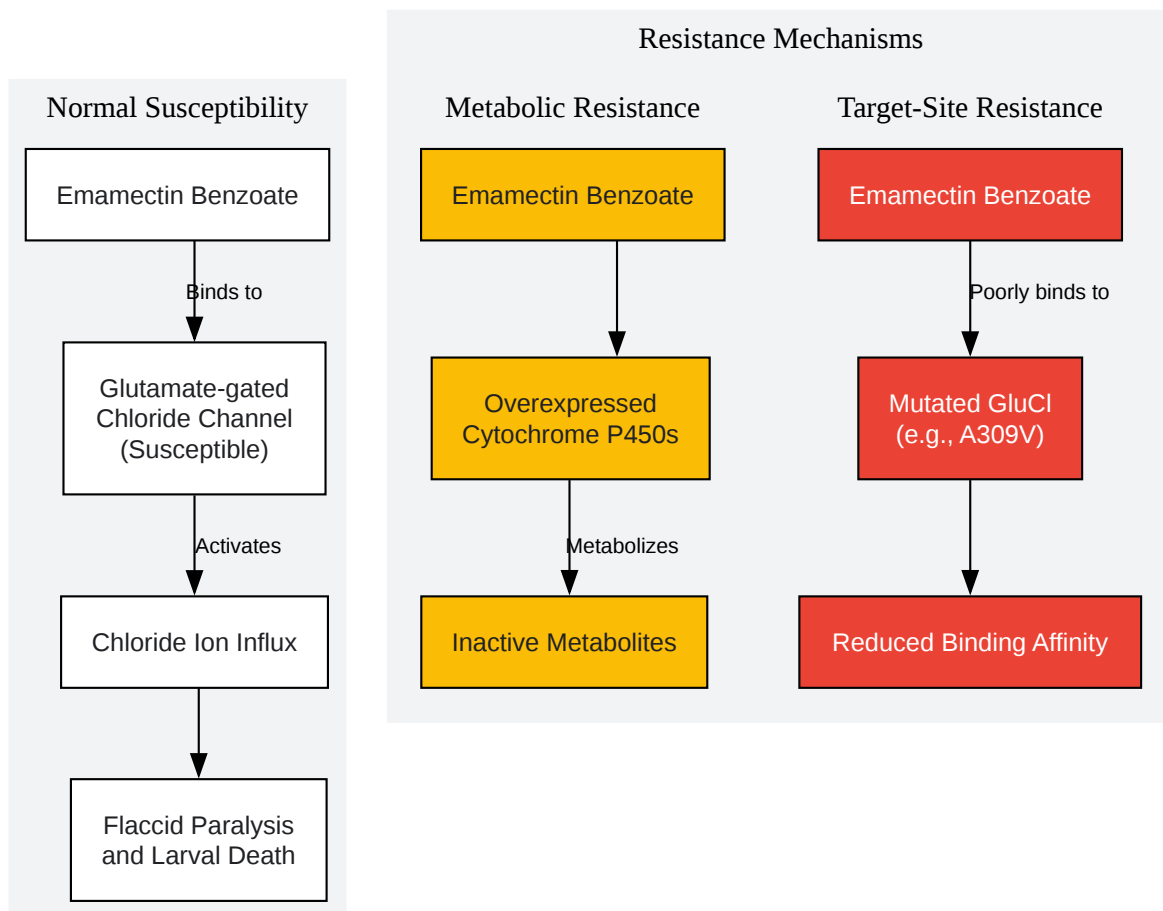 Normal Susceptibility
Emamectin Benzoate
Binds to
Glutamate-gated
Chloride Channel
(Susceptible)
Activates
Chloride Ion Influx
Flaccid Paralysis
and Larval Death
Resistance Mechanisms
Metabolic Resistance
Emamectin Benzoate
Overexpressed
Cytochrome P450s
Metabolizes
Inactive Metabolites
Target-Site Resistance
Emamectin Benzoate
Poorly binds to
Mutated GluCl
(e.g., A309V)
Reduced Binding Affinity